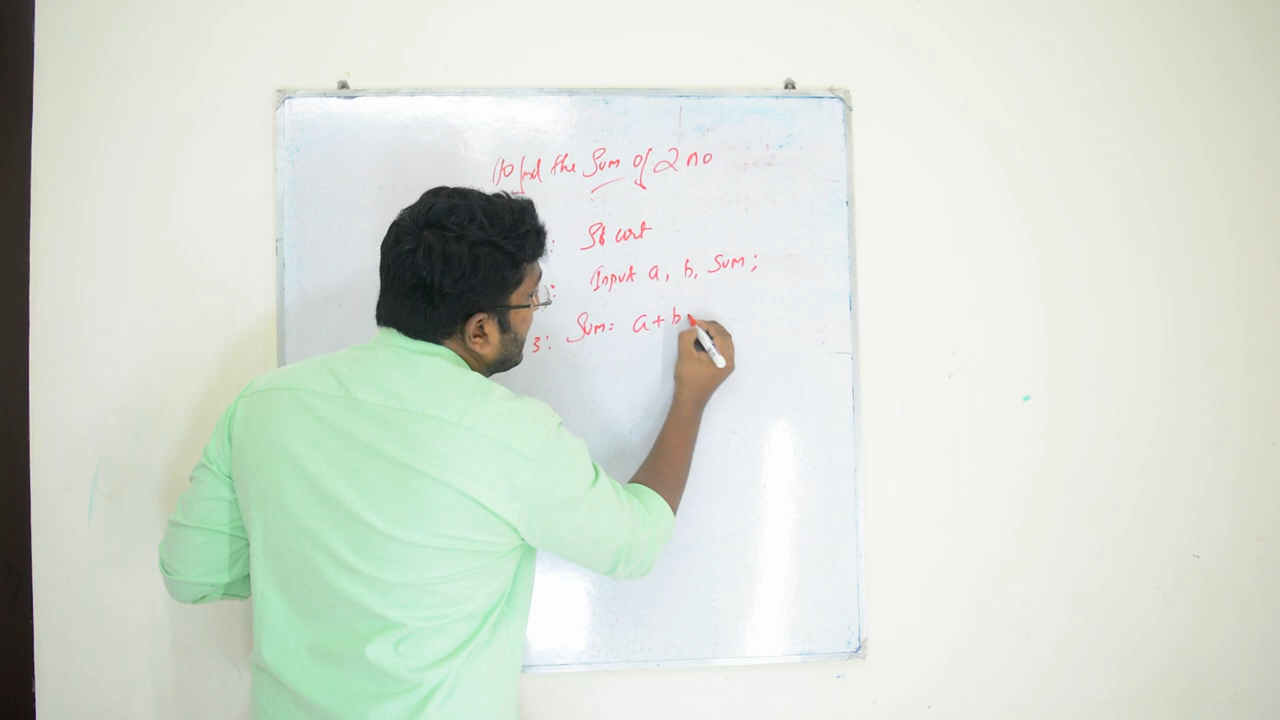 To find the Sum of 2 no
: Start
: Input a, b, Sum;
3: Sum= a+b